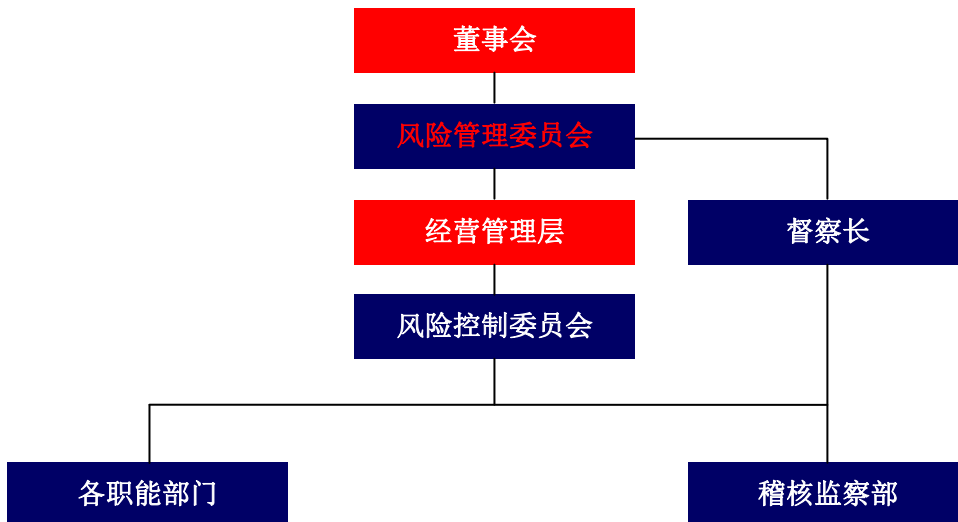 董事会
风险管理委员会
经营管理层
督察长
风险控制委员会
各职能部门
稽核监察部